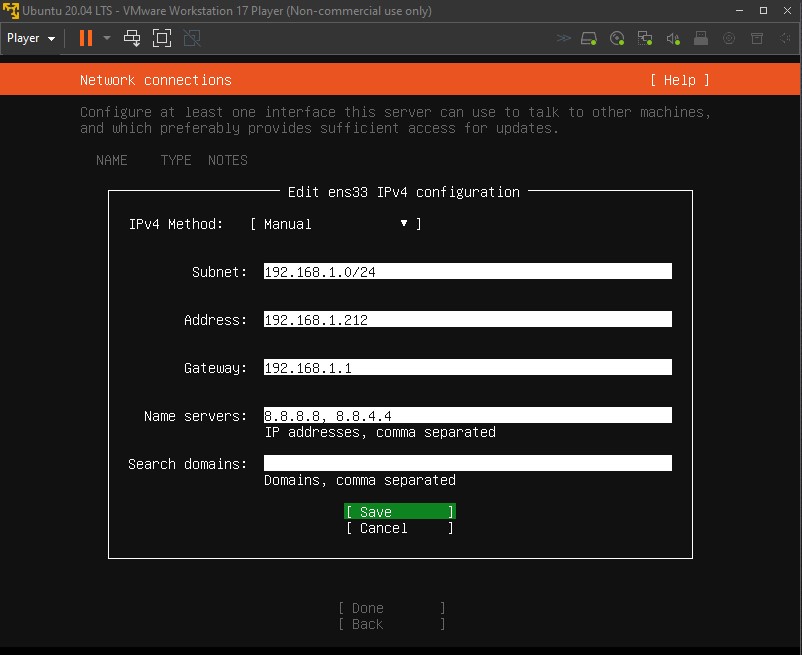 Ubuntu 20.04 LTS - VMware Workstation 17 Player (Non-commercial use only)
Player
Network connections [ Help ]
Configure at least one interface this server can use to talk to other machines,
and which preferably provides sufficient access for updates.
NAME TYPE NOTES
Edit ens33 IPv4 configuration
IPv4 Method: [ Manual ▼ ]
Subnet: 192.168.1.0/24
Address: 192.168.1.212
Gateway: 192.168.1.1
Name servers: 8.8.8.8, 8.8.4.4
IP addresses, comma separated
Search domains:
Domains, comma separated
[ Save ]
[ Cancel ]
[ Done ]
[ Back ]